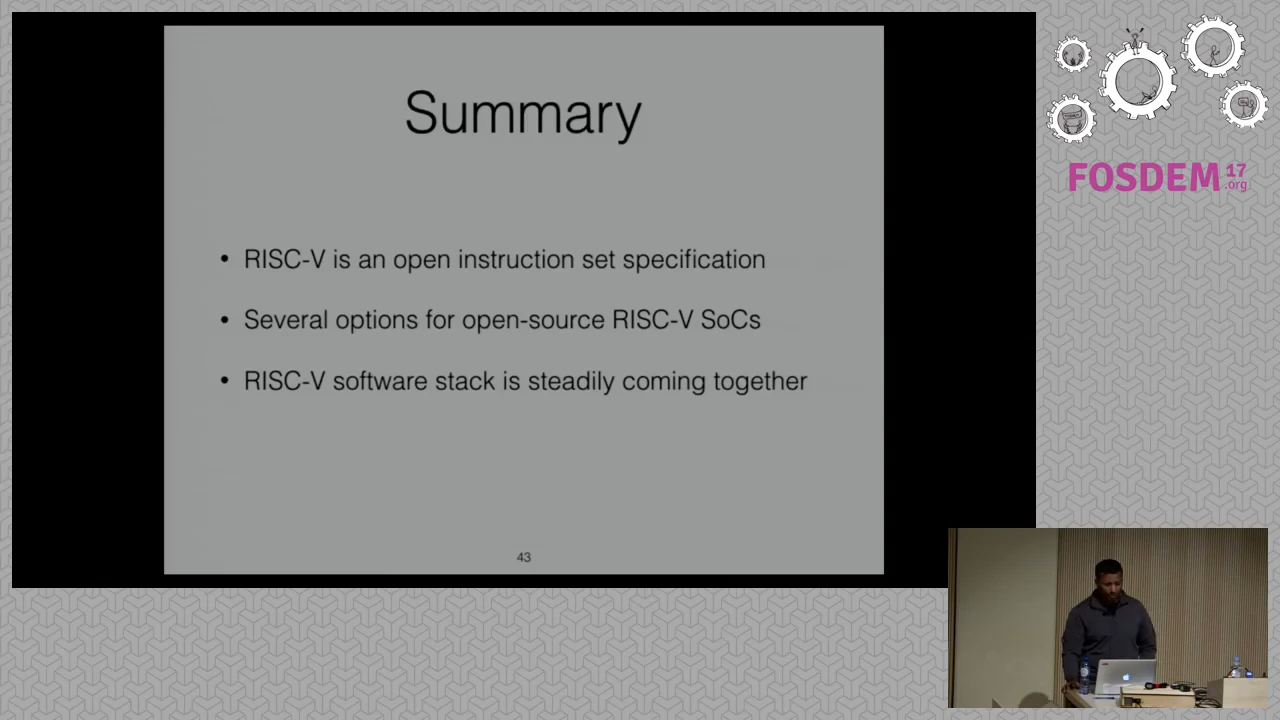 Summary
• RISC-V is an open instruction set specification
• Several options for open-source RISC-V SoCs
• RISC-V software stack is steadily coming together
43
FOSDEM 17
.org